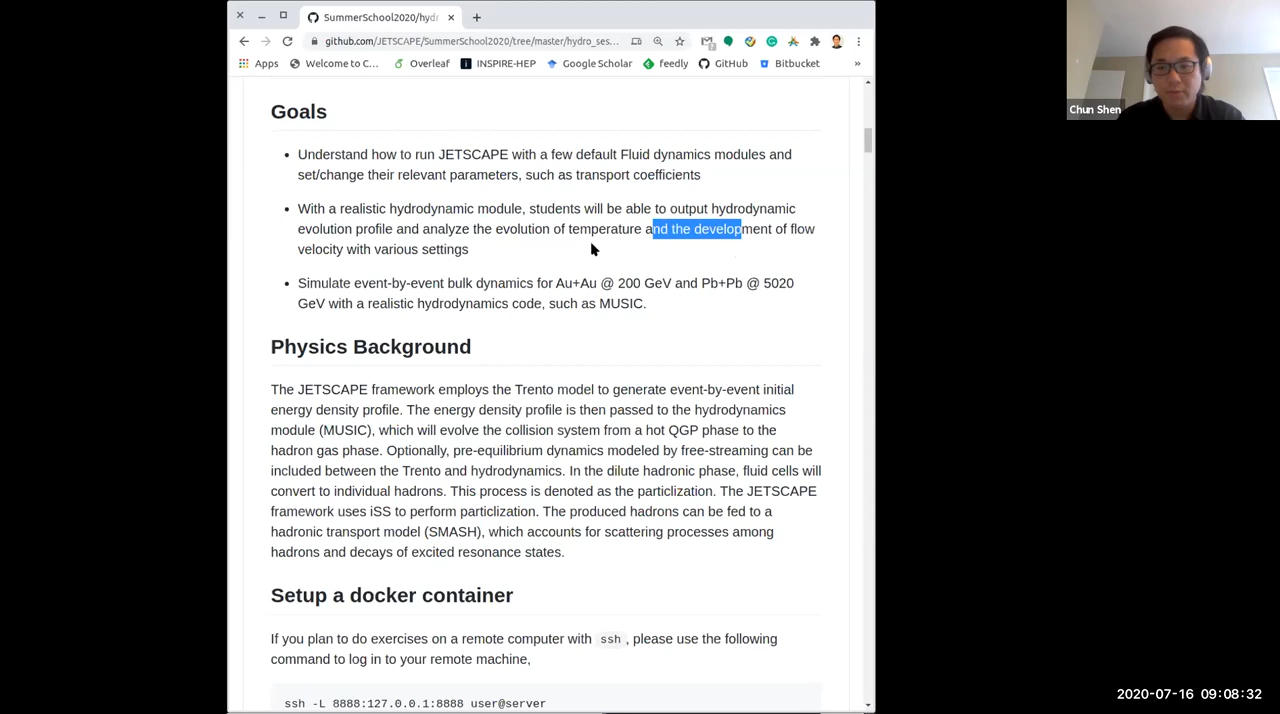 SummerSchool2020/hydr
github.com/JETSCAPE/SummerSchool2020/tree/master/hydro_ses...
Apps Welcome to C... Overleaf INSPIRE-HEP Google Scholar feedly GitHub Bitbucket »
Chun Shen
Goals
• Understand how to run JETSCAPE with a few default Fluid dynamics modules and
set/change their relevant parameters, such as transport coefficients
• With a realistic hydrodynamic module, students will be able to output hydrodynamic
evolution profile and analyze the evolution of temperature and the development of flow
velocity with various settings
• Simulate event-by-event bulk dynamics for Au+Au @ 200 GeV and Pb+Pb @ 5020
GeV with a realistic hydrodynamics code, such as MUSIC.
Physics Background
The JETSCAPE framework employs the Trento model to generate event-by-event initial
energy density profile. The energy density profile is then passed to the hydrodynamics
module (MUSIC), which will evolve the collision system from a hot QGP phase to the
hadron gas phase. Optionally, pre-equilibrium dynamics modeled by free-streaming can be
included between the Trento and hydrodynamics. In the dilute hadronic phase, fluid cells will
convert to individual hadrons. This process is denoted as the particlization. The JETSCAPE
framework uses iSS to perform particlization. The produced hadrons can be fed to a
hadronic transport model (SMASH), which accounts for scattering processes among
hadrons and decays of excited resonance states.
Setup a docker container
If you plan to do exercises on a remote computer with ssh, please use the following
command to log in to your remote machine,
ssh -L 8888:127.0.0.1:8888 user@server
2020-07-16 09:08:32